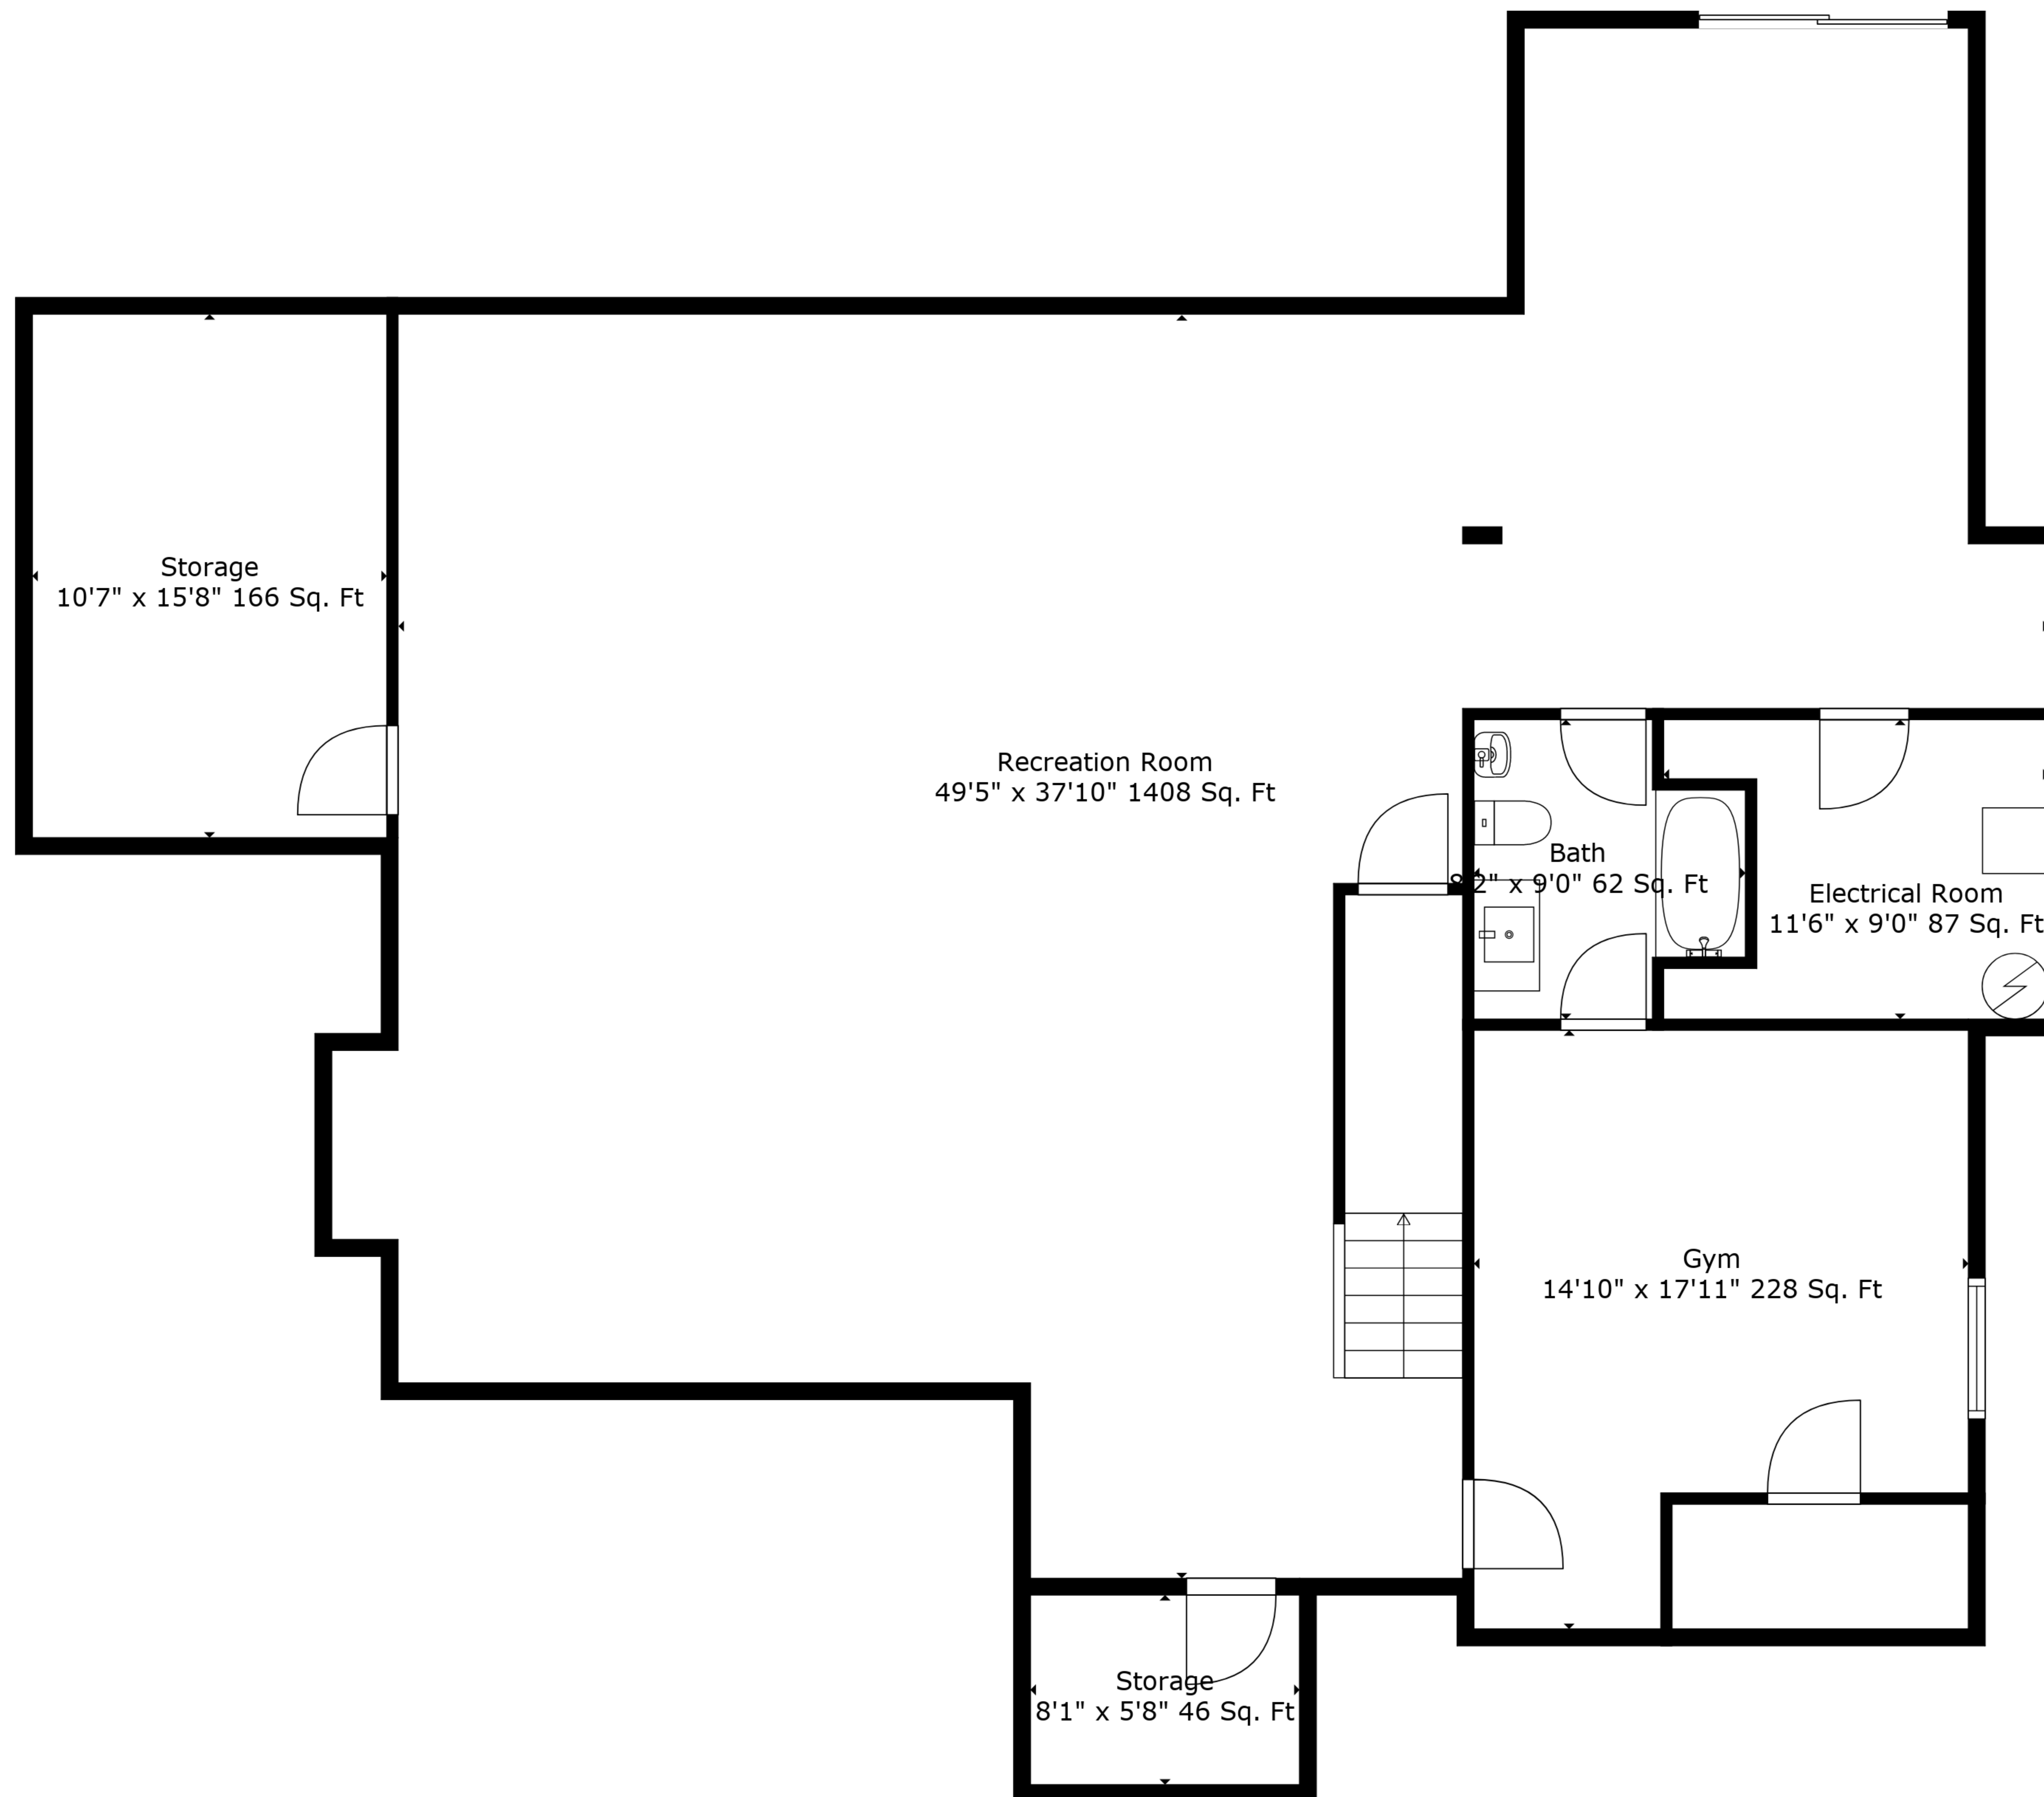 Storage
10'7" x 15'8" 166 Sq. Ft
Recreation Room
49'5" x 37'10" 1408 Sq. Ft
Bath
8'2" x 9'0" 62 Sq. Ft
Electrical Room
11'6" x 9'0" 87 Sq. Ft
Gym
14'10" x 17'11" 228 Sq. Ft
Storage
8'1" x 5'8" 46 Sq. Ft